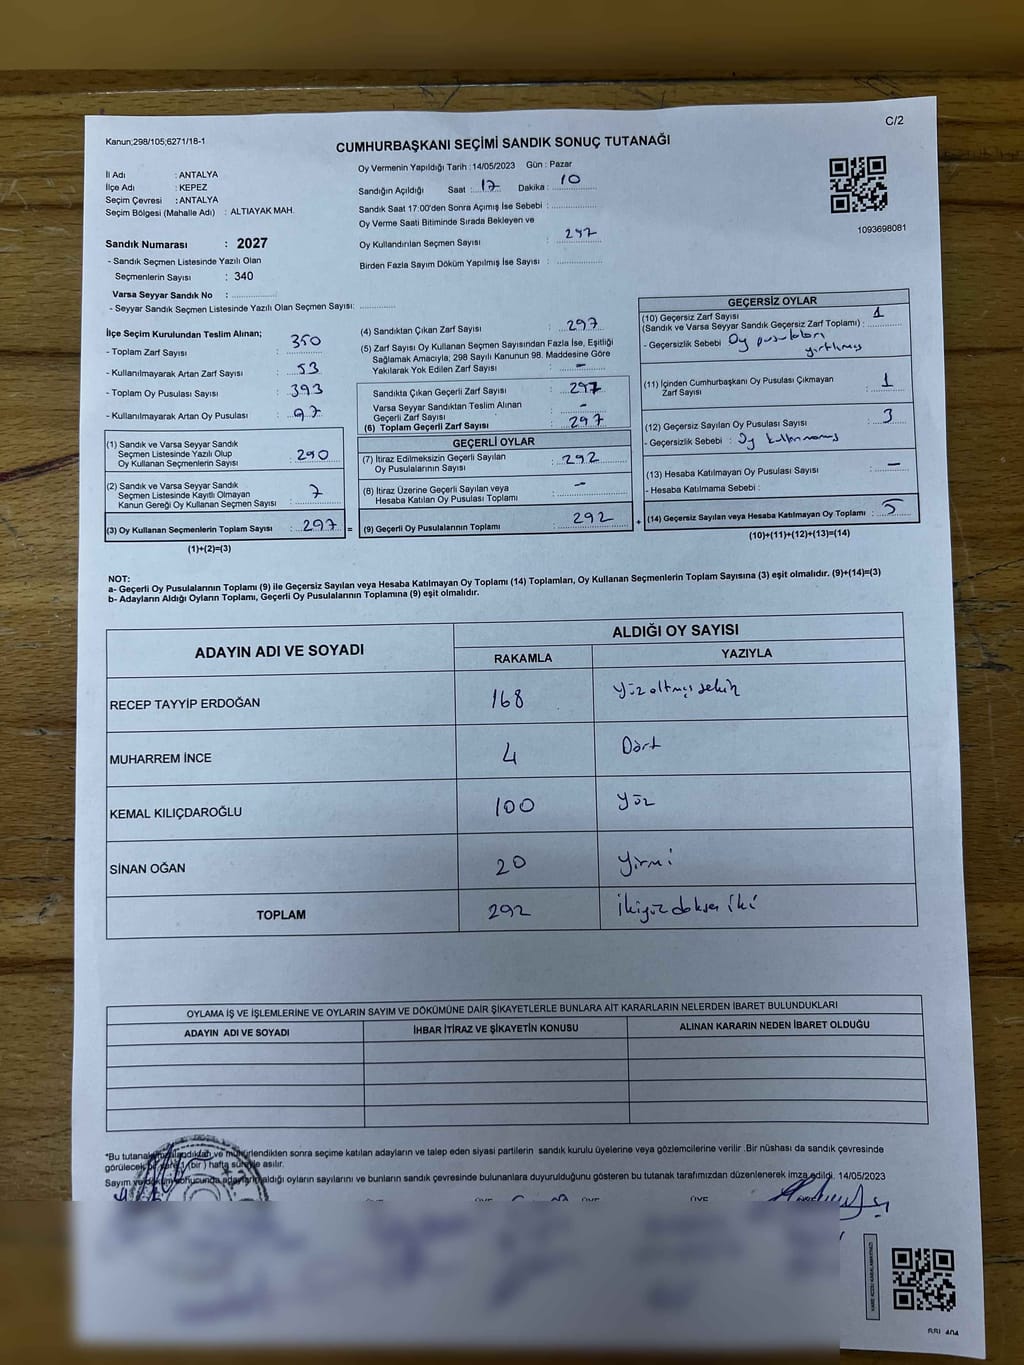 C/2
Kanun;298/105;6271/18-1
CUMHURBAŞKANI SEÇİMİ SANDIK SONUÇ TUTANAĞI
İl Adı : ANTALYA
İlçe Adı : KEPEZ
Seçim Çevresi : ANTALYA
Seçim Bölgesi (Mahalle Adı) : ALTIAYAK MAH.
Oy Vermenin Yapıldığı Tarih : 14/05/2023 Gün : Pazar
Sandığın Açıldığı Saat : 17 Dakika : 10
Sandık Saat 17:00'den Sonra Açımış İse Sebebi :
Oy Verme Saati Bitiminde Sırada Bekleyen ve
Oy Kullandırılan Seçmen Sayısı : 297
Birden Fazla Sayım Döküm Yapılmış İse Sayısı :
1093698081
Sandık Numarası : 2027
- Sandık Seçmen Listesinde Yazılı Olan
Seçmenlerin Sayısı : 340
Varsa Seyyar Sandık No :
- Seyyar Sandık Seçmen Listesinde Yazılı Olan Seçmen Sayısı:
İlçe Seçim Kurulundan Teslim Alınan;
- Toplam Zarf Sayısı : 350
- Kullanılmayarak Artan Zarf Sayısı : 53
- Toplam Oy Pusulası Sayısı : 393
- Kullanılmayarak Artan Oy Pusulası : 97
(1) Sandık ve Varsa Seyyar Sandık
Seçmen Listesinde Yazılı Olup
Oy Kullanan Seçmenlerin Sayısı : 290
(2) Sandık ve Varsa Seyyar Sandık
Seçmen Listesinde Kayıtlı Olmayan
Kanun Gereği Oy Kullanan Seçmen Sayısı : 7
(3) Oy Kullanan Seçmenlerin Toplam Sayısı : 297 =
(1)+(2)=(3)
(4) Sandıktan Çıkan Zarf Sayısı : 297
(5) Zarf Sayısı Oy Kullanan Seçmen Sayısından Fazla İse, Eşitliği
Sağlamak Amacıyla; 298 Sayılı Kanunun 98. Maddesine Göre
Yakılarak Yok Edilen Zarf Sayısı : -
Sandıkta Çıkan Geçerli Zarf Sayısı : 297
Varsa Seyyar Sandıktan Teslim Alınan
Geçerli Zarf Sayısı : -
(6) Toplam Geçerli Zarf Sayısı : 297
GEÇERLİ OYLAR
(7) İtiraz Edilmeksizin Geçerli Sayılan
Oy Pusulalarının Sayısı : 292
(8) İtiraz Üzerine Geçerli Sayılan veya
Hesaba Katılan Oy Pusulası Toplamı : -
(9) Geçerli Oy Pusulalarının Toplamı : 292 +
GEÇERSİZ OYLAR
(10) Geçersiz Zarf Sayısı
(Sandık ve Varsa Seyyar Sandık Geçersiz Zarf Toplamı) : 1
- Geçersizlik Sebebi : Oy pusulaları
yırtılmış
(11) İçinden Cumhurbaşkanı Oy Pusulası Çıkmayan
Zarf Sayısı : 1
(12) Geçersiz Sayılan Oy Pusulası Sayısı : 3
- Geçersizlik Sebebi : Oy kullanmamış
(13) Hesaba Katılmayan Oy Pusulası Sayısı : -
- Hesaba Katılmama Sebebi :
(14) Geçersiz Sayılan veya Hesaba Katılmayan Oy Toplamı : 5
(10)+(11)+(12)+(13)=(14)
NOT:
a- Geçerli Oy Pusulalarının Toplamı (9) ile Geçersiz Sayılan veya Hesaba Katılmayan Oy Toplamı (14) Toplamları, Oy Kullanan Seçmenlerin Toplam Sayısına (3) eşit olmalıdır. (9)+(14)=(3)
b- Adayların Aldığı Oyların Toplamı, Geçerli Oy Pusulalarının Toplamına (9) eşit olmalıdır.
ADAYIN ADI VE SOYADI
ALDIĞI OY SAYISI
RAKAMLA YAZIYLA
RECEP TAYYİP ERDOĞAN 168 Yüz altmış sekiz
MUHARREM İNCE 4 Dört
KEMAL KILIÇDAROĞLU 100 Yüz
SİNAN OĞAN 20 Yirmi
TOPLAM 292 İkiyüz doksan iki
OYLAMA İŞ VE İŞLEMLERİNE VE OYLARIN SAYIM VE DÖKÜMÜNE DAİR ŞİKAYETLERLE BUNLARA AİT KARARLARIN NELERDEN İBARET BULUNDUKLARI
ADAYIN ADI VE SOYADI
İHBAR İTİRAZ VE ŞİKAYETİN KONUSU
ALINAN KARARIN NEDEN İBARET OLDUĞU
*Bu tutanak ve mühürlendikten sonra seçime katılan adayların ve talep eden siyasi partilerin sandık kurulu üyelerine veya gözlemcilerine verilir .Bir nüshası da sandık çevresinde
görülecek (bir ) hafta süreyle asılır.
Sayım ve sonucunda adayların aldığı oyların sayılarını ve bunların sandık çevresinde bulunanlara duyurulduğunu gösteren bu tutanak tarafımızdan düzenlenerek imza edildi. 14/05/2023